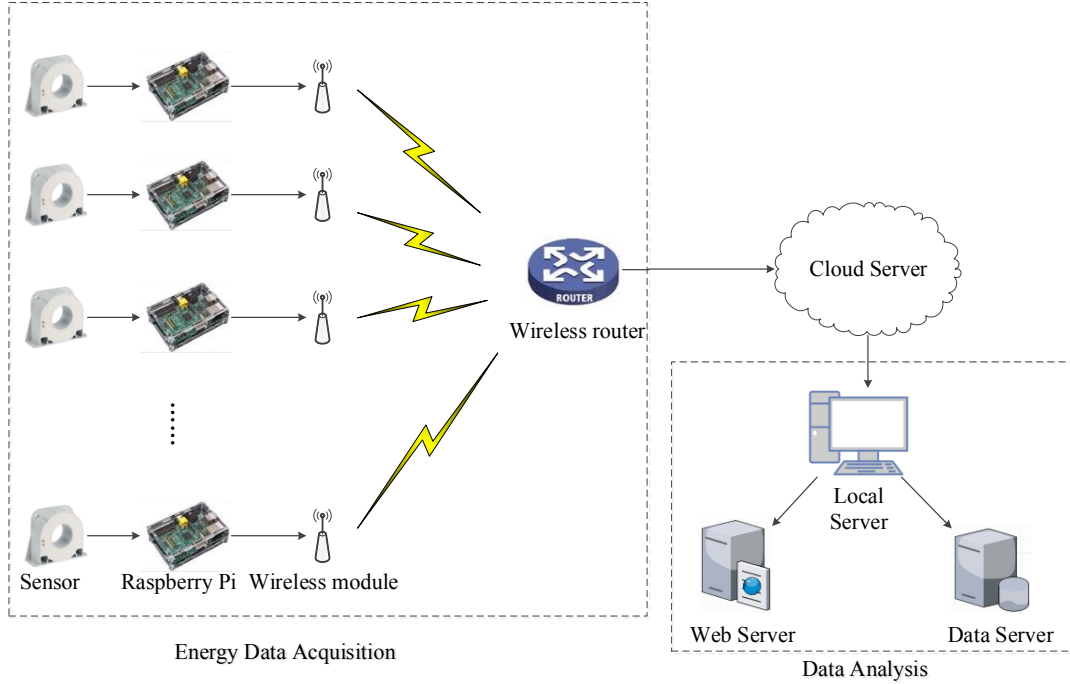 ROUTER
Wireless router
Cloud Server
Local
Server
Sensor
Raspberry Pi
Wireless module
Web Server
Data Server
Energy Data Acquisition
Data Analysis